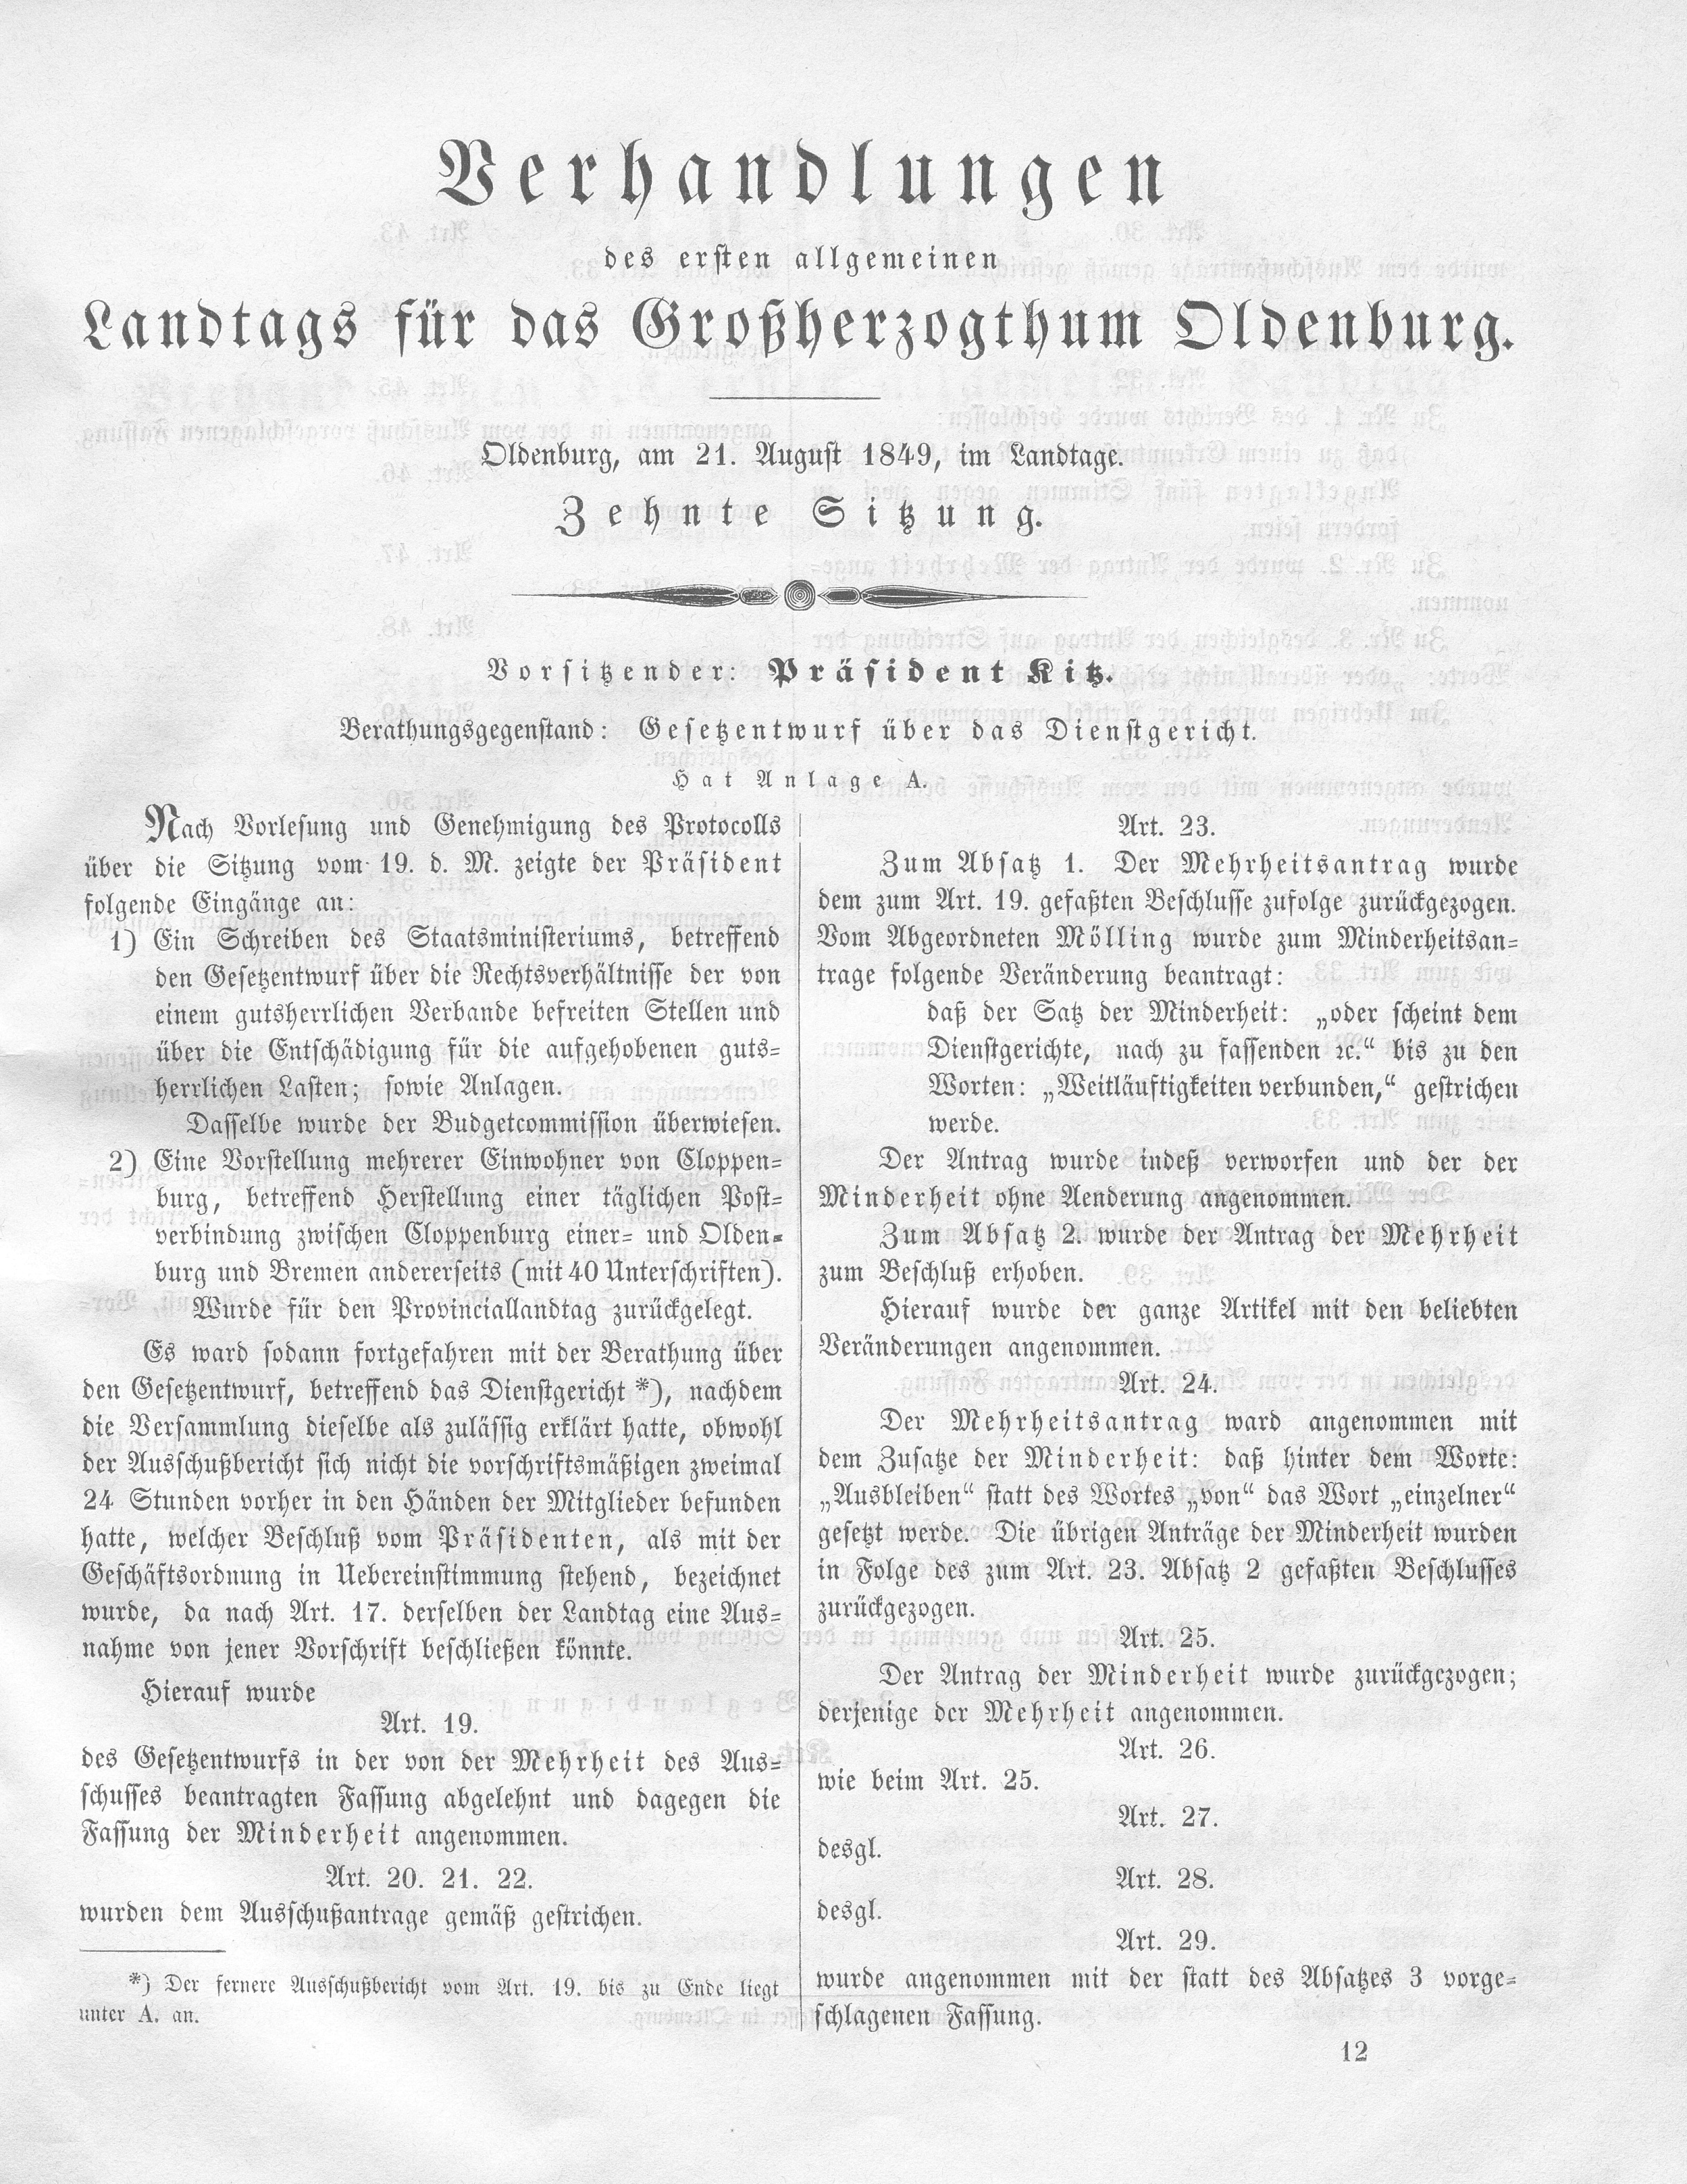 Verhandlungen
des ersten allgemeinen
Landtags für das Großherzogthum Oldenburg.
Oldenburg, am 21. August 1849, im Landtage.
Zehnte Sitzung.
Vorsitzender: Präsident Kitz.
Berathungsgegenstand: Gesetzentwurf über das Dienstgericht.
Hat Anlage A.
Nach Vorlesung und Genehmigung des Protocolls
über die Sitzung vom 19. d. M. zeigte der Präsident
folgende Eingänge an:
1) Ein Schreiben des Staatsministeriums, betreffend
den Gesetzentwurf über die Rechtsverhältnisse der von
einem gutsherrlichen Verbande befreiten Stellen und
über die Entschädigung für die aufgehobenen guts-
herrlichen Lasten; sowie Anlagen.
Dasselbe wurde der Budgetcommission überwiesen.
2) Eine Vorstellung mehrerer Einwohner von Cloppen-
burg, betreffend Herstellung einer täglichen Post-
verbindung zwischen Cloppenburg einer- und Olden-
burg und Bremen andererseits (mit 40 Unterschriften).
Wurde für den Provinciallandtag zurückgelegt.
Es ward sodann fortgefahren mit der Berathung über
den Gesetzentwurf, betreffend das Dienstgericht *), nachdem
die Versammlung dieselbe als zulässig erklärt hatte, obwohl
der Ausschußbericht sich nicht die vorschriftsmäßigen zweimal
24 Stunden vorher in den Händen der Mitglieder befunden
hatte, welcher Beschluß vom Präsidenten, als mit der
Geschäftsordnung in Uebereinstimmung stehend, bezeichnet
wurde, da nach Art. 17. derselben der Landtag eine Aus-
nahme von jener Vorschrift beschließen könnte.
Hierauf wurde
Art. 19.
des Gesetzentwurfs in der von der Mehrheit des Aus-
schusses beantragten Fassung abgelehnt und dagegen die
Fassung der Minderheit angenommen.
Art. 20. 21. 22.
wurden dem Ausschußantrage gemäß gestrichen.
*) Der fernere Ausschußbericht vom Art. 19. bis zu Ende liegt
unter A. an.
Art. 23.
Zum Absatz 1. Der Mehrheitsantrag wurde
dem zum Art. 19. gefaßten Beschlusse zufolge zurückgezogen.
Vom Abgeordneten Mölling wurde zum Minderheitsan-
trage folgende Veränderung beantragt:
daß der Satz der Minderheit: „oder scheint dem
Dienstgerichte, nach zu fassenden ꝛc.“ bis zu den
Worten: „Weitläuftigkeiten verbunden,“ gestrichen
werde.
Der Antrag wurde indeß verworfen und der der
Minderheit ohne Aenderung angenommen.
Zum Absatz 2. wurde der Antrag der Mehrheit
zum Beschluß erhoben.
Hierauf wurde der ganze Artikel mit den beliebten
Veränderungen angenommen.
Art. 24.
Der Mehrheitsantrag ward angenommen mit
dem Zusatze der Minderheit: daß hinter dem Worte:
„Ausbleiben“ statt des Wortes „von“ das Wort „einzelner“
gesetzt werde. Die übrigen Anträge der Minderheit wurden
in Folge des zum Art. 23. Absatz 2 gefaßten Beschlusses
zurückgezogen.
Art. 25.
Der Antrag der Minderheit wurde zurückgezogen;
derjenige der Mehrheit angenommen.
Art. 26.
wie beim Art. 25.
Art. 27.
desgl.
Art. 28.
desgl.
Art. 29.
wurde angenommen mit der statt des Absatzes 3 vorge-
schlagenen Fassung.
12